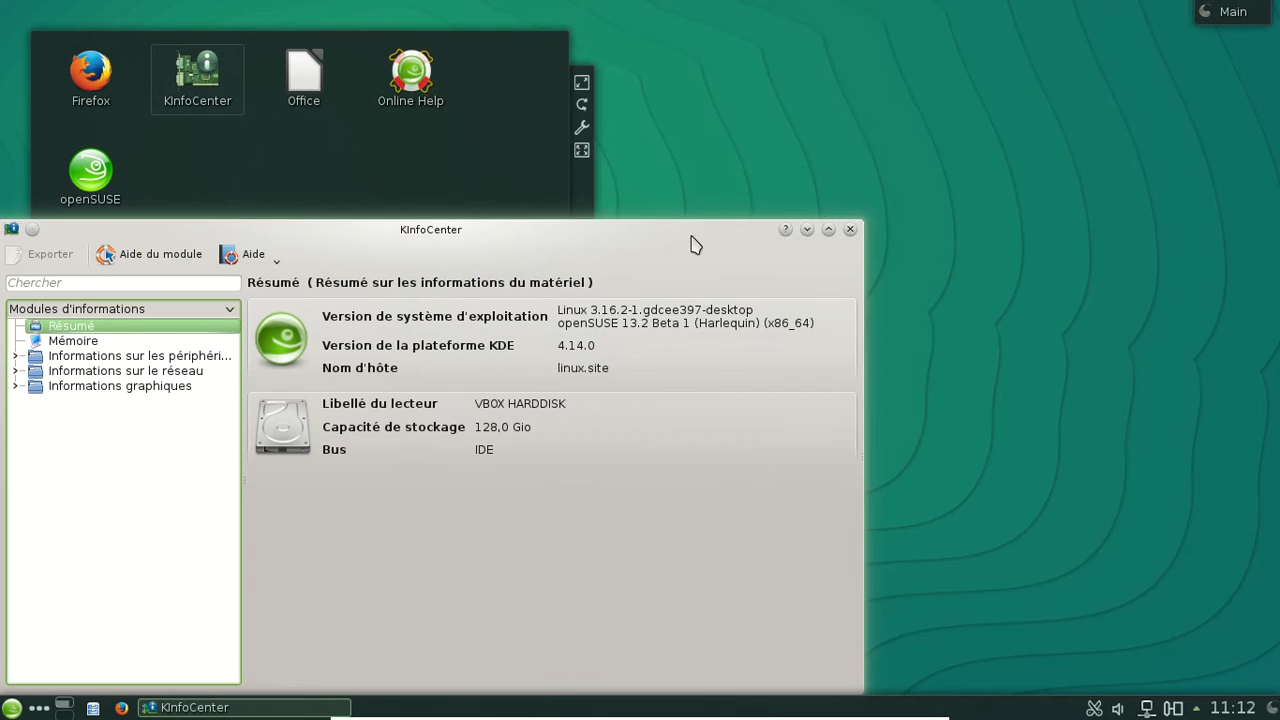 Main
Firefox
KInfoCenter
Office
Online Help
openSUSE
KInfoCenter
Exporter
Aide du module
Aide
Chercher
Résumé ( Résumé sur les informations du matériel )
Modules d'informations
Résumé
Mémoire
Informations sur les périphéri...
Informations sur le réseau
Informations graphiques
Version de système d'exploitation
Linux 3.16.2-1.gdcee397-desktop
openSUSE 13.2 Beta 1 (Harlequin) (x86_64)
Version de la plateforme KDE 4.14.0
Nom d'hôte linux.site
Libellé du lecteur VBOX HARDDISK
Capacité de stockage 128,0 Gio
Bus IDE
KInfoCenter
11:12